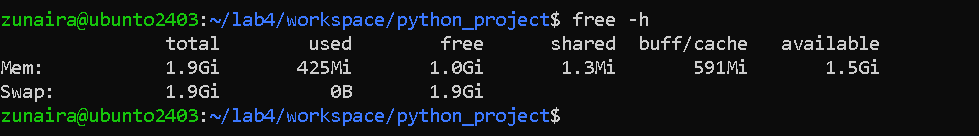 zunaira@ubunto2403:~/lab4/workspace/python_project$ free -h
               total        used        free      shared  buff/cache   available
Mem:           1.9Gi       425Mi       1.0Gi       1.3Mi       591Mi       1.5Gi
Swap:          1.9Gi          0B       1.9Gi
zunaira@ubunto2403:~/lab4/workspace/python_project$